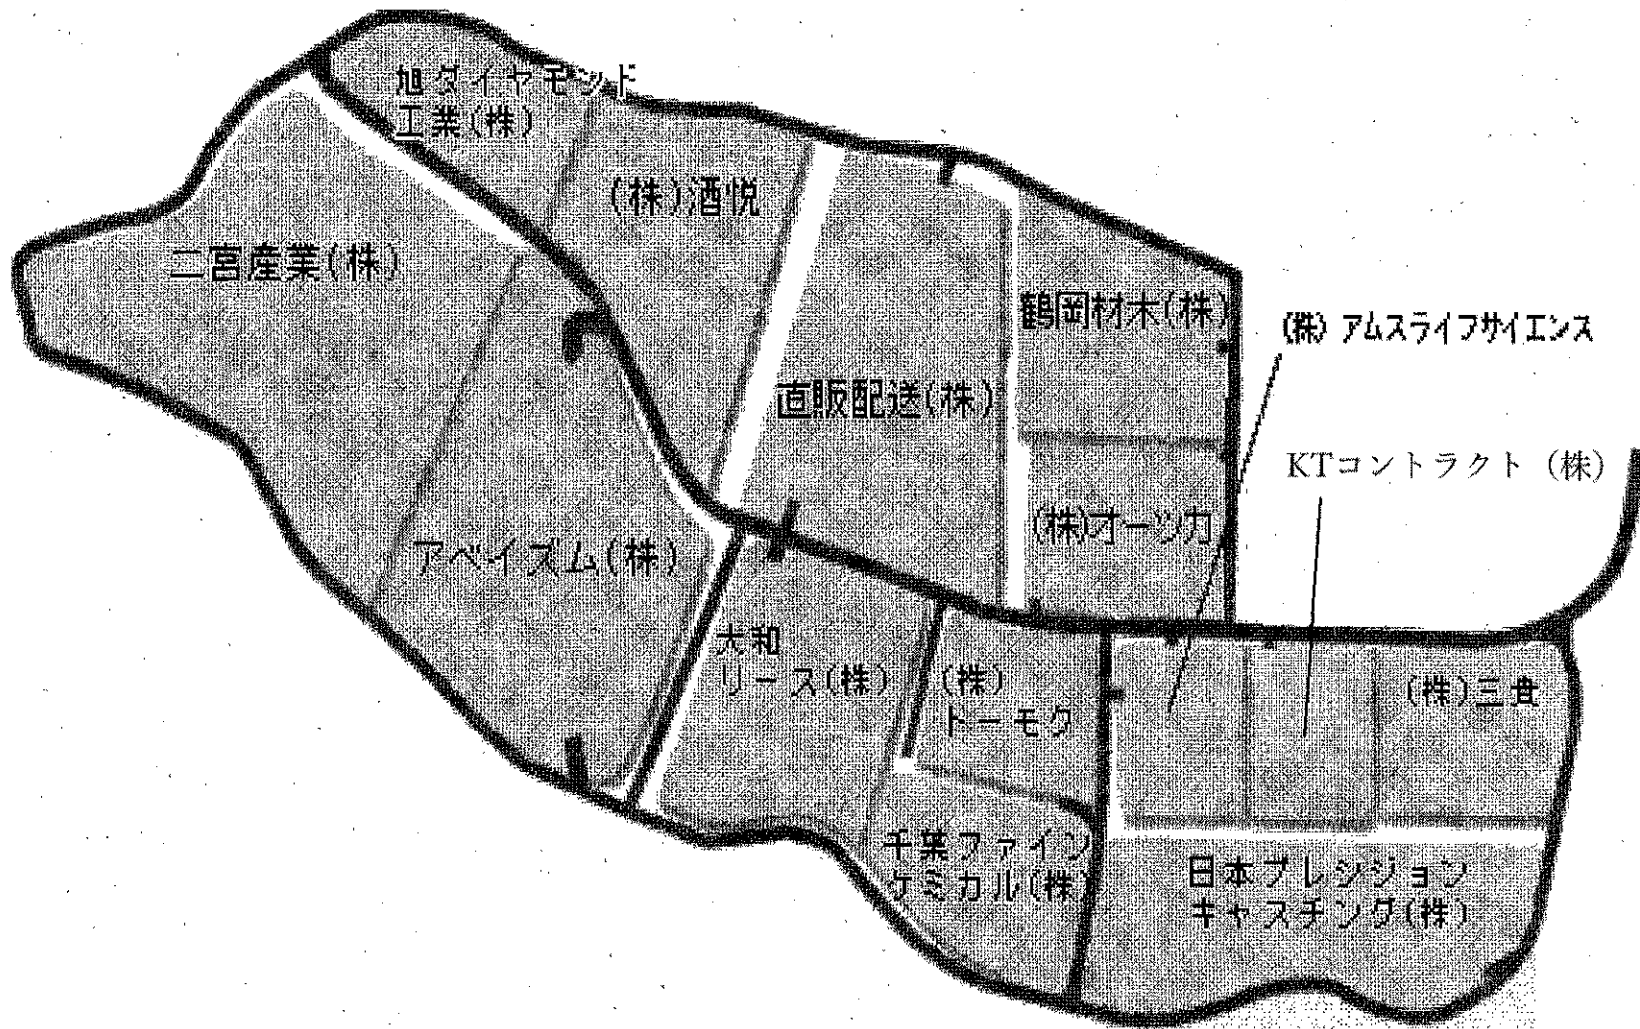 旭ダイヤモンド
工業(株)
(株)酒悦
二宮産業(株)
鶴岡材木(株)
(株)アムスライフサイエンス
直販配送(株)
KTコントラクト(株)
(株)オーツカ
アベイズム(株)
大和
リース(株)
(株)
トーモク
(株)三食
千葉ファイン
ケミカル(株)
日本プレシジョン
キャスチング(株)